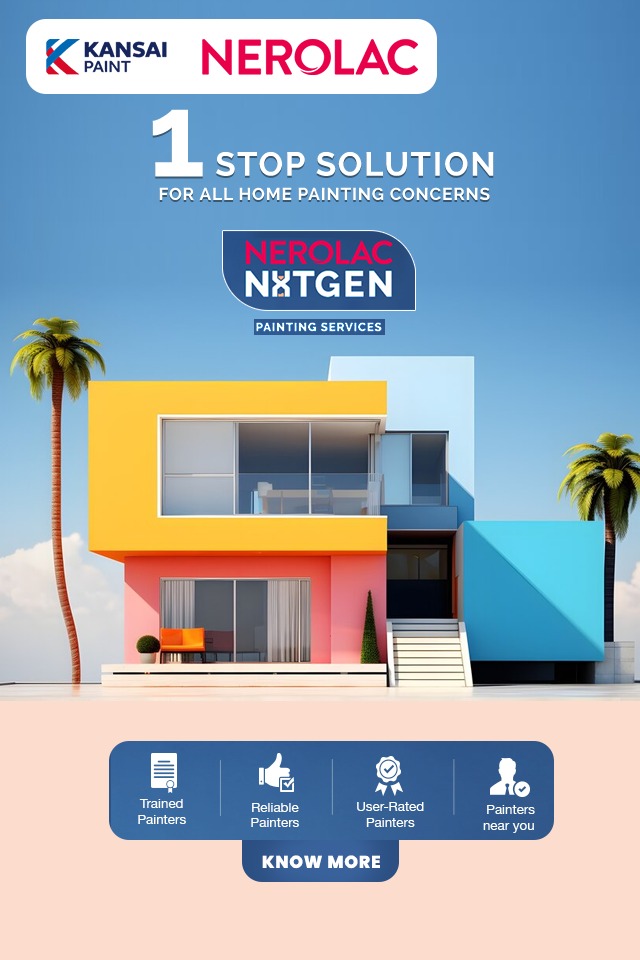 KANSAI
PAINT
NEROLAC
1 STOP SOLUTION
FOR ALL HOME PAINTING CONCERNS
NEROLAC
NXTGEN
PAINTING SERVICES
Trained
Painters
Reliable
Painters
User-Rated
Painters
Painters
near you
KNOW MORE